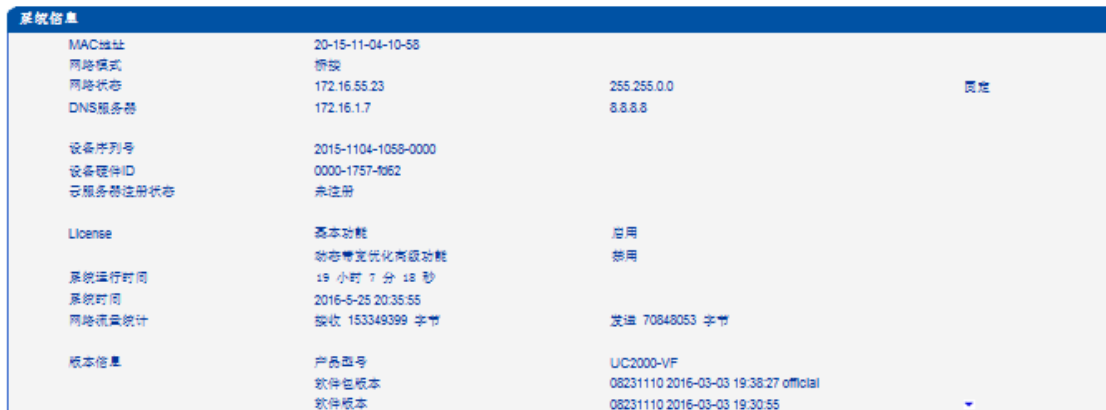 系统信息
MAC地址 20-15-11-04-10-58
网络模式 桥接
网络状态 172.16.55.23 255.255.0.0 固定
DNS服务器 172.16.1.7 8.8.8.8
设备序列号 2015-1104-1058-0000
设备硬件ID 0000-1757-fd62
云服务器注册状态 未注册
License 基本功能 启用
动态带宽优化高级功能 禁用
系统运行时间 19 小时 7 分 18 秒
系统时间 2016-5-25 20:35:55
网络流量统计 接收 153349399 字节 发送 70848053 字节
版本信息 产品型号 UC2000-VF
软件包版本 08231110 2016-03-03 19:38:27 official
软件版本 08231110 2016-03-03 19:30:55